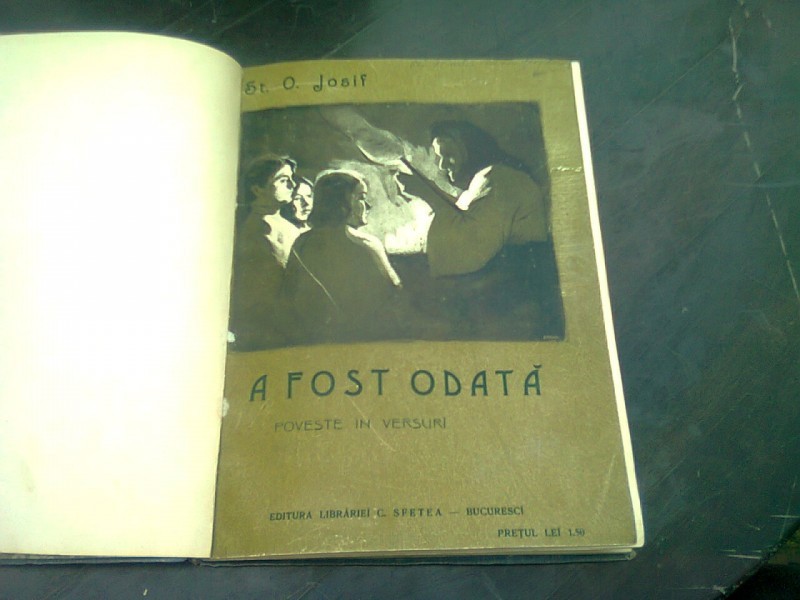 St. O. Josif
A FOST ODATĂ
POVESTE IN VERSURI
EDITURA LIBRĂRIEI C. SFETEA — BUCURESCI
PREȚUL LEI 1.50